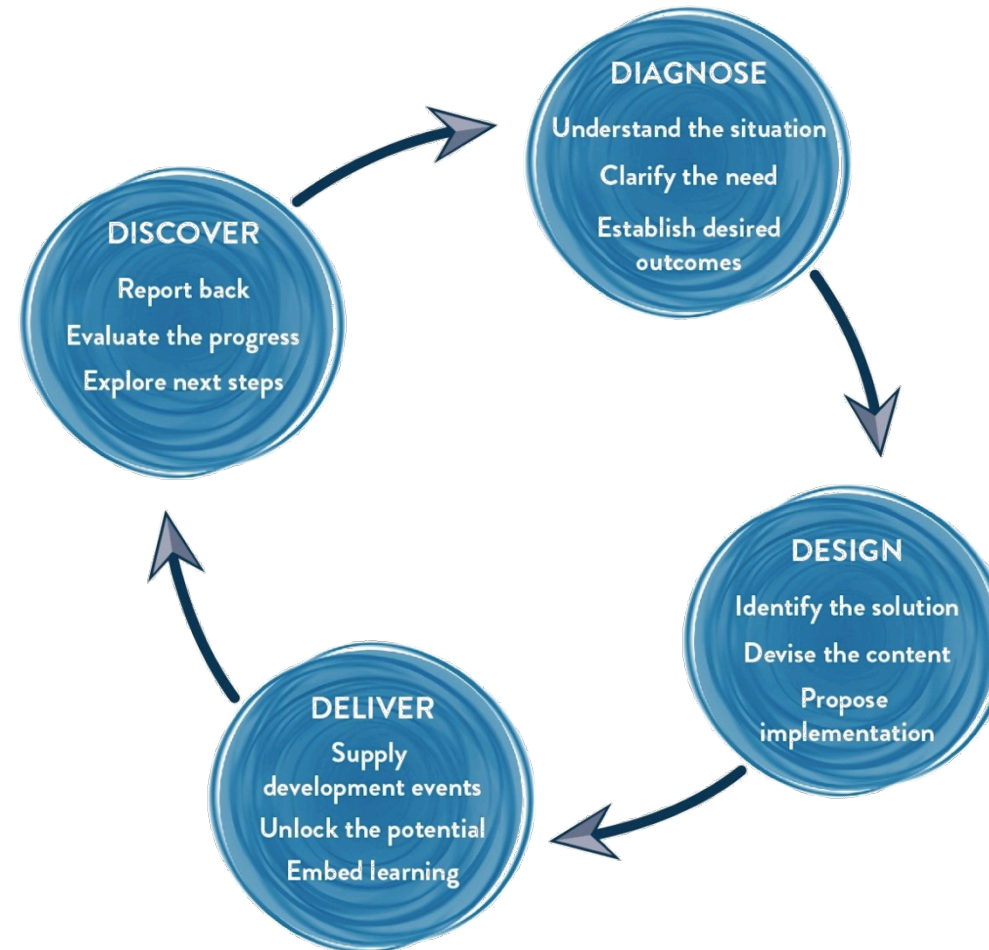 DIAGNOSE
Understand the situation
Clarify the need
Establish desired
outcomes
DESIGN
Identify the solution
Devise the content
Propose
implementation
DELIVER
Supply
development events
Unlock the potential
Embed learning
DISCOVER
Report back
Evaluate the progress
Explore next steps